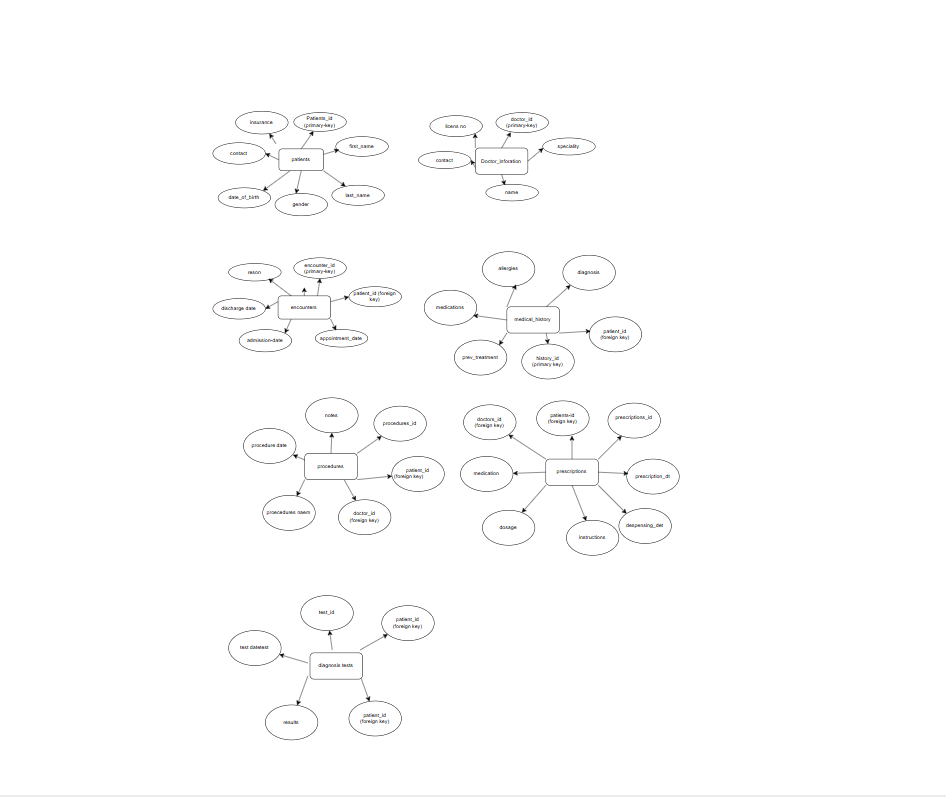 insurance
Patients_id
(primary-key)
first_name
contact
patients
date_of_birth
gender
last_name
licens no
doctor_id
(primary-key)
speciality
contact
Doctor_inforation
name
reson
encounter_id
(primary-key)
patient_id (foreign
key)
discharge date
encounters
admission-date
appointment_date
allergies
diagnosis
medications
medical_history
patient_id
(foreign key)
prev_treatment
history_id
(primary key)
notes
procedures_id
procedure date
procedures
patient_id
(foreign key)
proecedures naem
doctor_id
(foreign key)
doctors_id
(foreign key)
patients-id
(foreign key)
prescriptions_id
medication
prescriptions
prescription_dt
dosage
instructions
despensing_det
test_id
patient_id
(foreign key)
test datetest
diagnosis tests
results
patient_id
(foreign key)